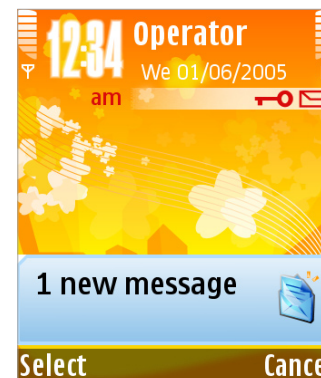 12:34 Operator
We 01/06/2005
am
1 new message
Select Cance